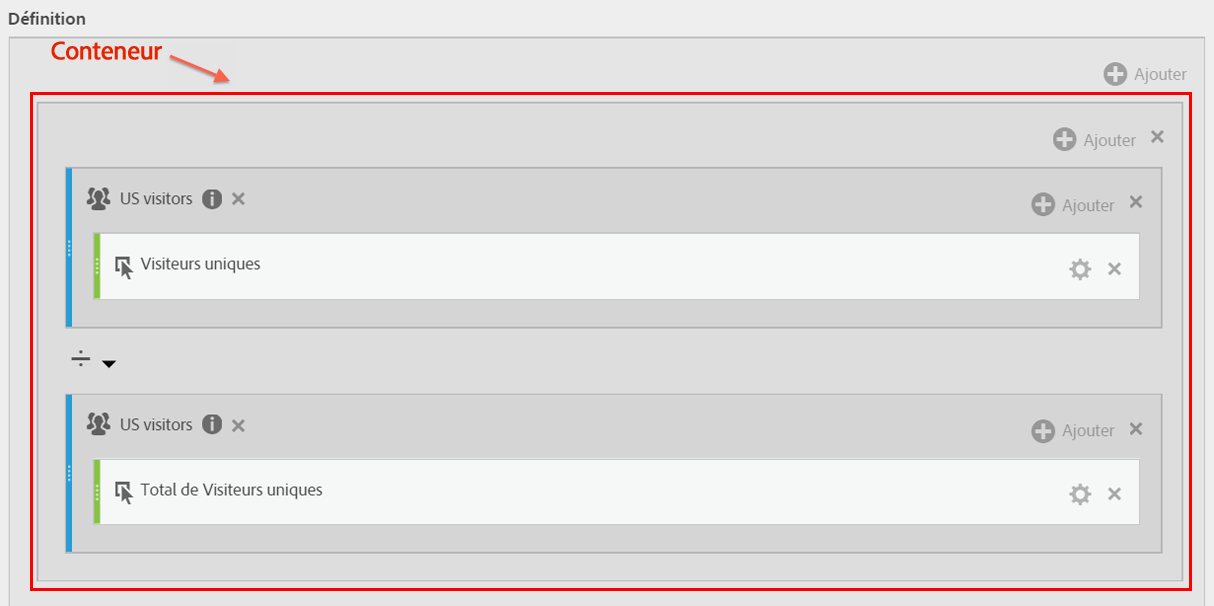 Définition
Conteneur
Ajouter
Ajouter
US visitors
Ajouter
Visiteurs uniques
US visitors
Ajouter
Total de Visiteurs uniques